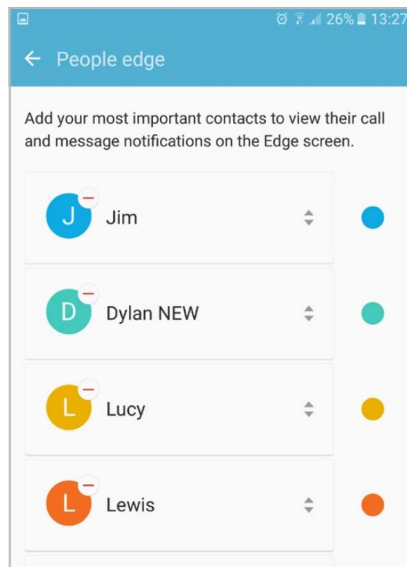 26% 13:27
People edge
Add your most important contacts to view their call
and message notifications on the Edge screen.
J Jim
D Dylan NEW
L Lucy
L Lewis